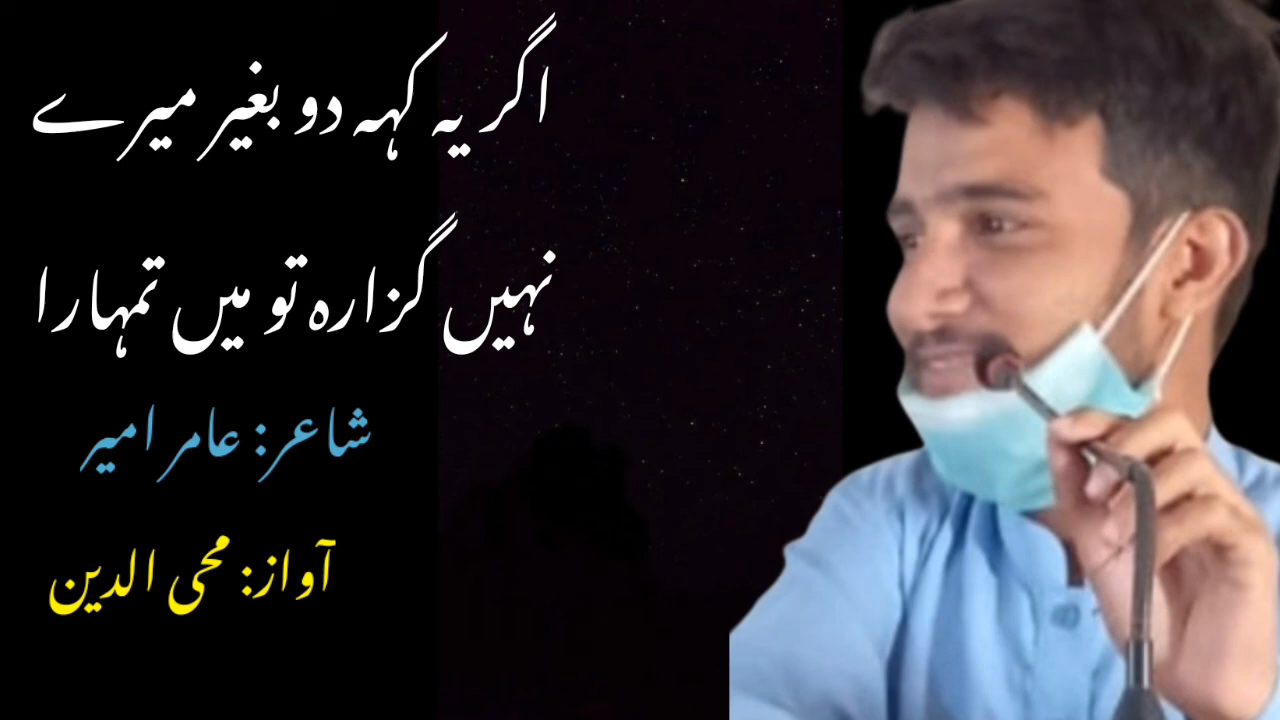 اگر یہ کہہ دو بغیر میرے
نہیں گزارہ تو میں تمہارا
شاعر: عامر امیر
آواز: محی الدین